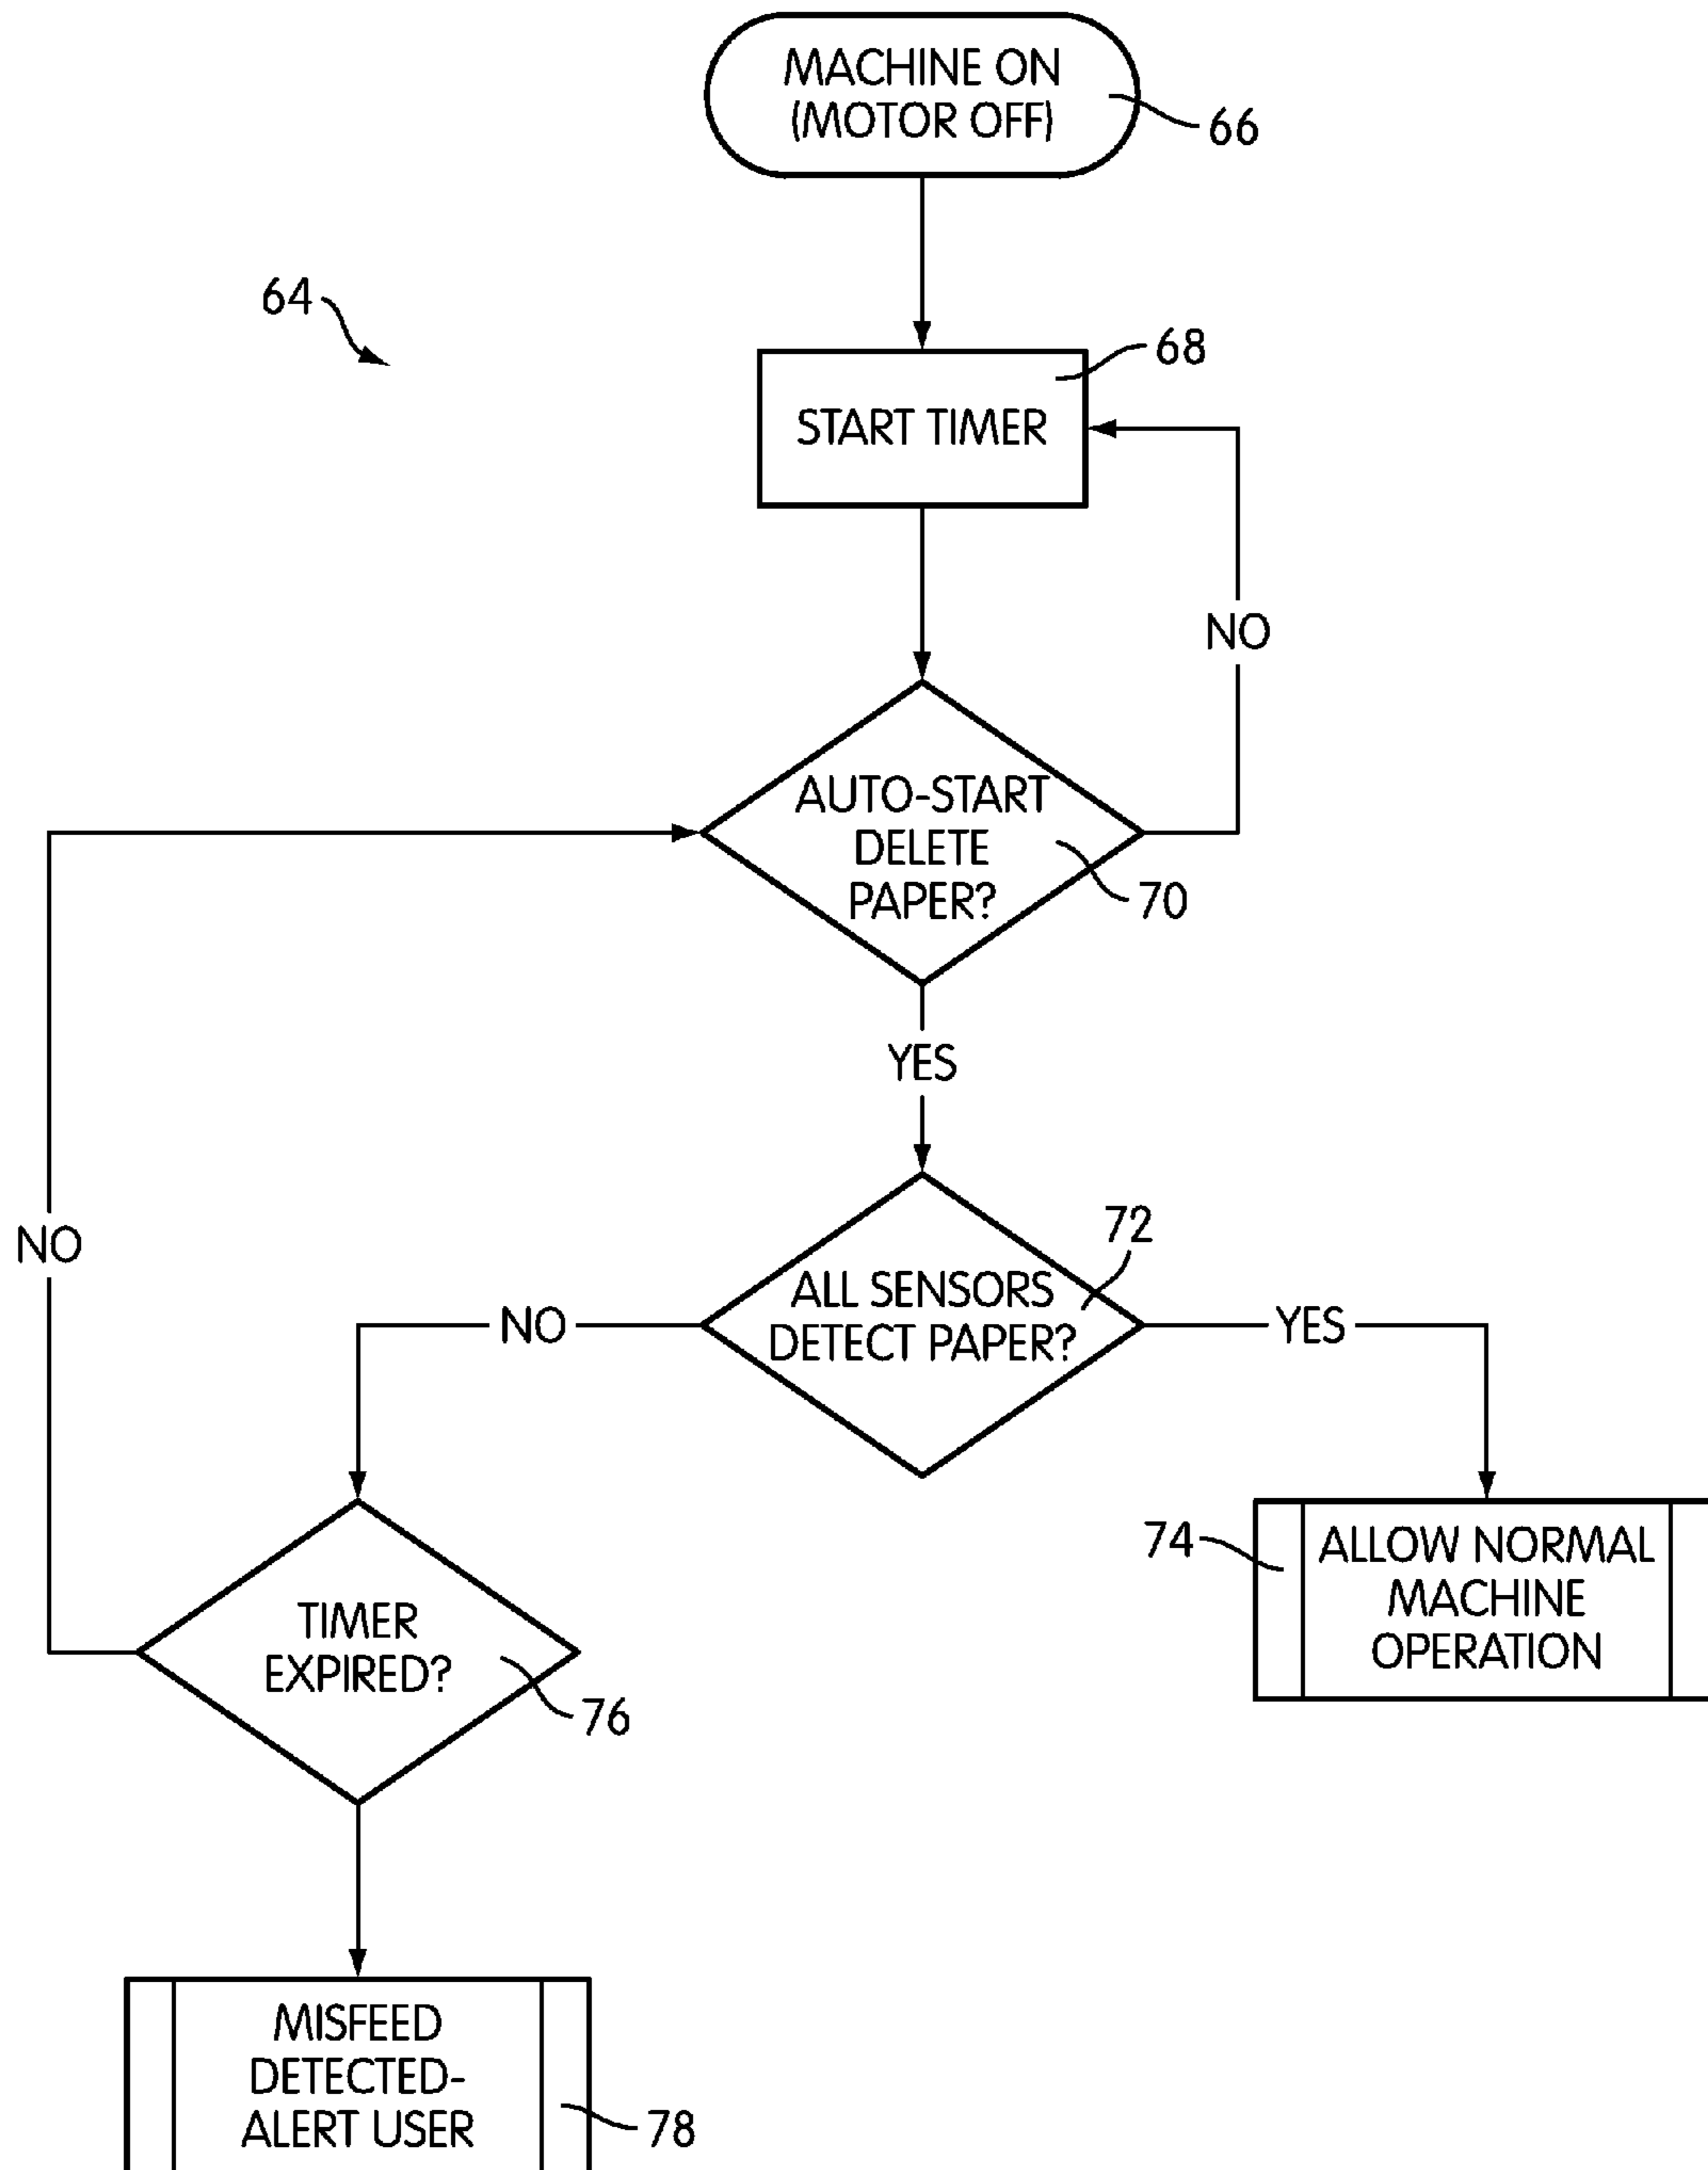 MACHINE ON
(MOTOR OFF)
66
64
68
START TIMER
NO
AUTO-START
DELETE
PAPER?
70
YES
NO
72
ALL SENSORS
DETECT PAPER?
NO
YES
74
ALLOW NORMAL
MACHINE
OPERATION
TIMER
EXPIRED?
76
MISFEED
DETECTED-
ALERT USER
78